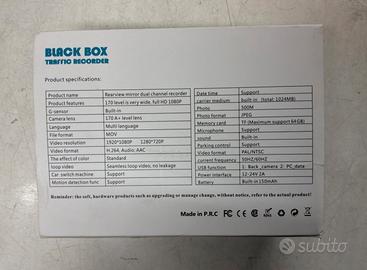 BLACK BOX
TRAFFIC RECORDER
Product specifications:
Product name Rearview mirror dual channel recorder
Product features 170 level is very wide, full HD 1080P
G-sensor Built-in
Camera lens 170 A+ level lens
Language Multi language
File format MOV
Video resolution 1920*1080P 1280*720P
Video format H.264. Audio: AAC
The effect of color Standard
loop video Seamless loop video, no leakage
Car switch machine Support
Motion detection func Support
Date time Support
carrier medium Built-in (total: 1024MB)
Photo 500M
Photo format JPEG
Memory card TF (Maximum support 64GB)
Microphone Support
sound Built-in
Parking control Support
Video format PAL/NTSC
current frequency 50HZ/60HZ
USB function 1: Back_camera 2: PC_data
Power interface 12-24V 2A
Battery Built-in 150mAh
Reminder: the soft, hardware products such as upgrading or change, without notice, refer to the actual product!
Made in P.R.C CE FC
subito